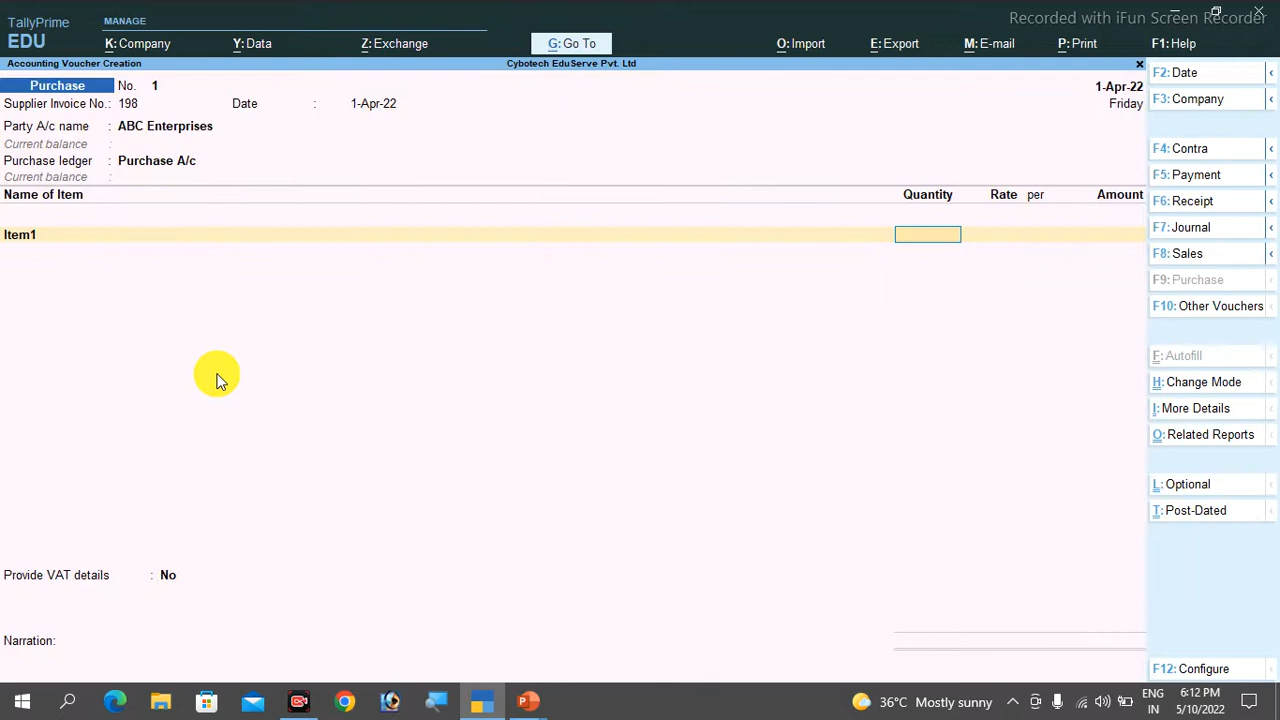 Recorded with iFun Screen Recorder
TallyPrime
EDU
MANAGE
K: Company
Y: Data
Z: Exchange
G: Go To
O: Import
E: Export
M: E-mail
P: Print
F1: Help
Accounting Voucher Creation
Cybotech EduServe Pvt. Ltd
Purchase No. 1
1-Apr-22
Supplier Invoice No.: 198 Date : 1-Apr-22
Friday
Party A/c name : ABC Enterprises
Current balance :
Purchase ledger : Purchase A/c
Current balance :
Name of Item Quantity Rate per Amount
Item1
Provide VAT details : No
Narration:
F2: Date
F3: Company
F4: Contra
F5: Payment
F6: Receipt
F7: Journal
F8: Sales
F9: Purchase
F10: Other Vouchers
F: Autofill
H: Change Mode
I: More Details
O: Related Reports
L: Optional
T: Post-Dated
F12: Configure
36°C Mostly sunny
ENG
IN
6:12 PM
5/10/2022